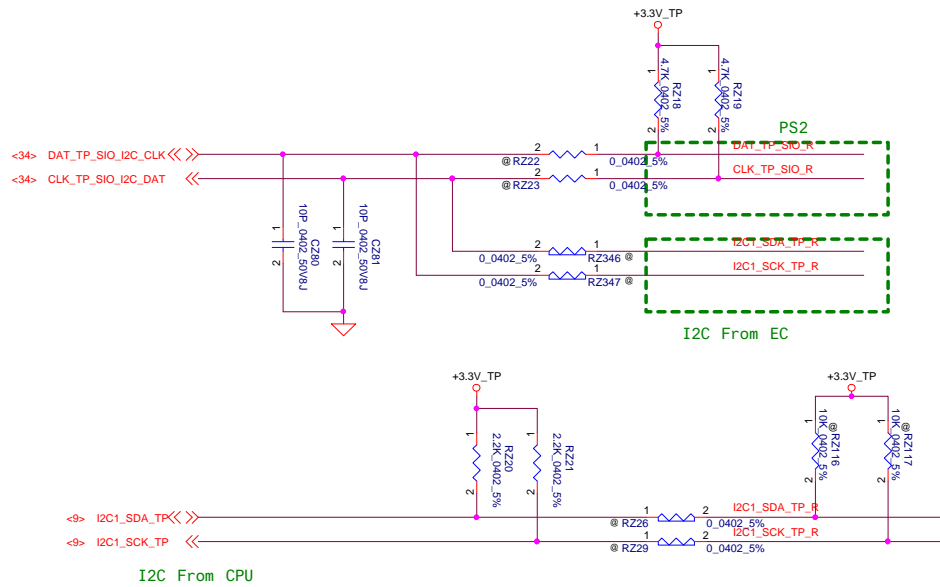 +3.3V_TP
1 4.7K_0402_5% RZ18 2
1 4.7K_0402_5% RZ19 2
PS2
<34> DAT_TP_SIO_I2C_CLK
2 1 DAT_TP_SIO_R
@ RZ22 0_0402_5%
<34> CLK_TP_SIO_I2C_DAT
2 1 CLK_TP_SIO_R
@ RZ23 0_0402_5%
1 10P_0402_50V8J CZ80 2
1 10P_0402_50V8J CZ81 2
2 1 I2C1_SDA_TP_R
0_0402_5% RZ346 @
2 1 I2C1_SCK_TP_R
0_0402_5% RZ347 @
I2C From EC
+3.3V_TP
+3.3V_TP
1 2.2K_0402_5% RZ20 2
1 2.2K_0402_5% RZ21 2
1 10K_0402_5% @ RZ116 2
1 10K_0402_5% @ RZ117 2
<9> I2C1_SDA_TP
1 2 I2C1_SDA_TP_R
@ RZ26 0_0402_5%
<9> I2C1_SCK_TP
1 2 I2C1_SCK_TP_R
@ RZ29 0_0402_5%
I2C From CPU